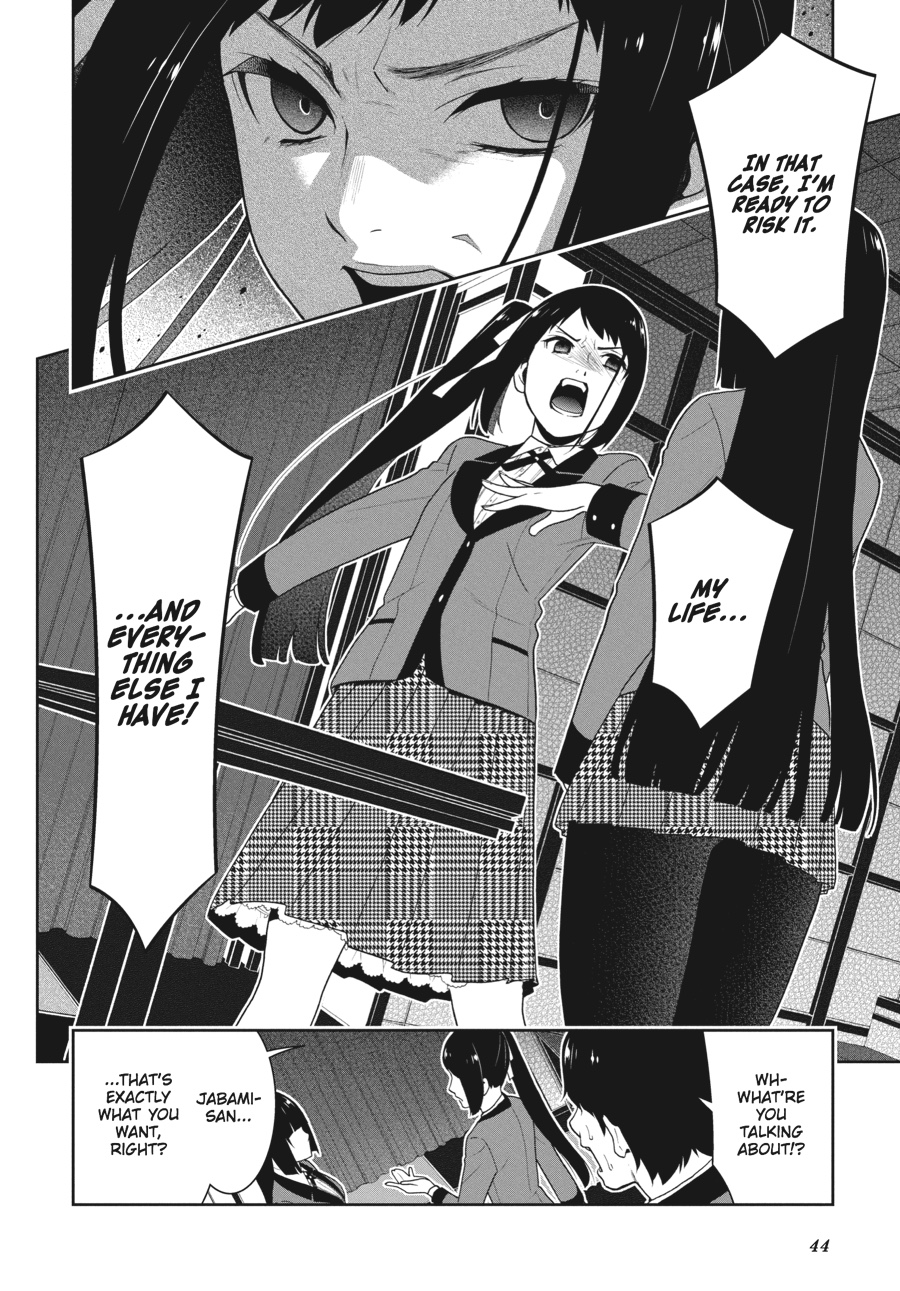 IN THAT
CASE, I'M
READY TO
RISK IT.
MY
LIFE...
...AND
EVERY-
THING
ELSE I
HAVE!
WH-
WHAT'RE
YOU
TALKING
ABOUT!?
JABAMI-
SAN...
...THAT'S
EXACTLY
WHAT YOU
WANT,
RIGHT?
44